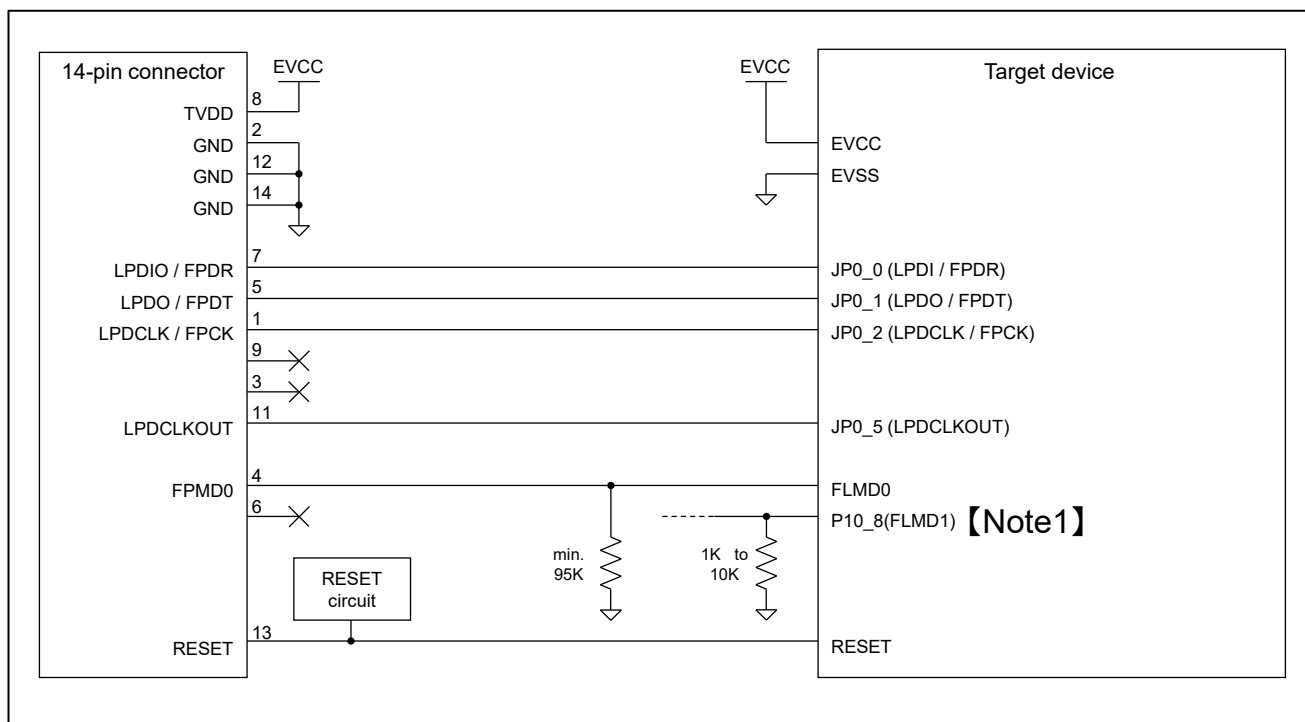 14-pin connector
EVCC
EVCC
Target device
8
TVDD
2
GND
12
GND
14
GND
EVCC
EVSS
7
LPDIO / FPDR
JP0_0 (LPDI / FPDR)
5
LPDO / FPDT
JP0_1 (LPDO / FPDT)
1
LPDCLK / FPCK
JP0_2 (LPDCLK / FPCK)
9
3
11
LPDCLKOUT
JP0_5 (LPDCLKOUT)
4
FPMD0
FLMD0
6
P10_8(FLMD1)【Note1】
min.
95K
1K to
10K
RESET
circuit
13
RESET
RESET